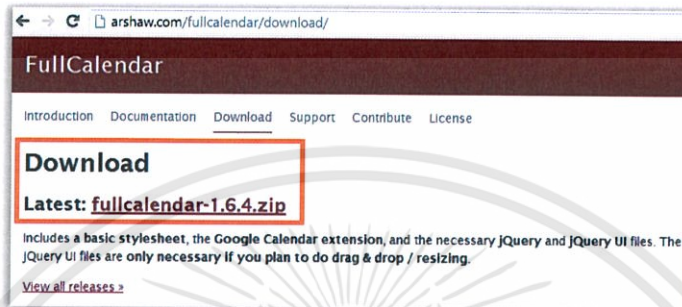 arshaw.com/fullcalendar/download/
FullCalendar
Introduction Documentation Download Support Contribute License
Download
Latest: fullcalendar-1.6.4.zip
Includes a basic stylesheet, the Google Calendar extension, and the necessary jQuery and jQuery UI files. The
jQuery UI files are only necessary if you plan to do drag & drop / resizing.
View all releases »